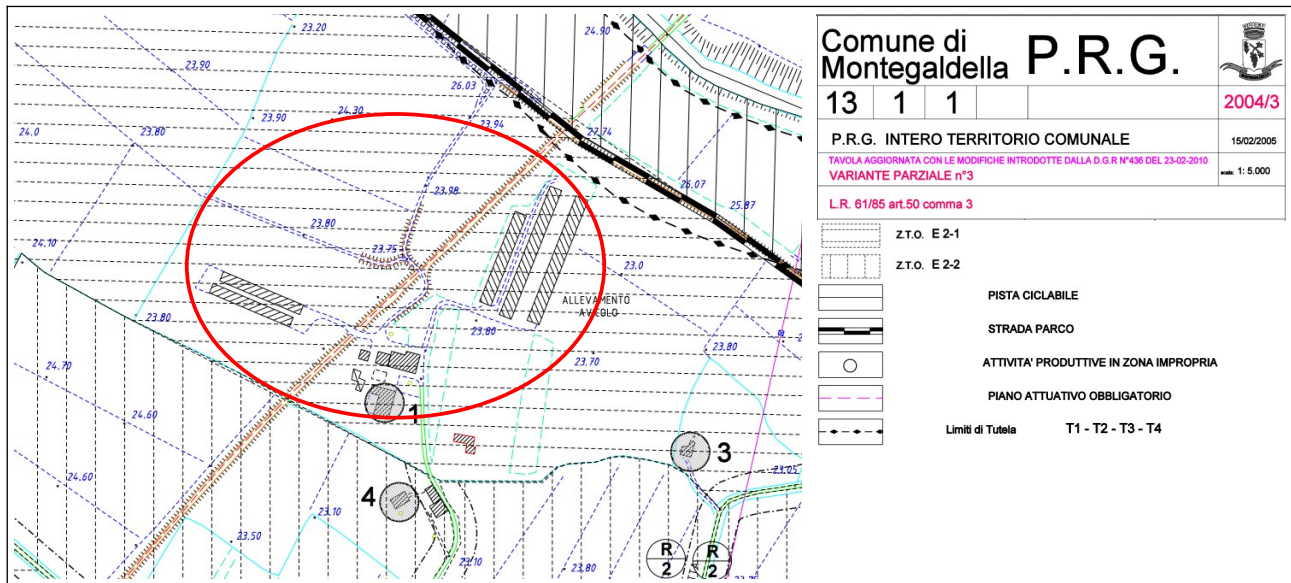 23.20
24.90
23.90
26.03
24.30
23.94
24.0
23.80
23.90
27.74
26.07
23.98
25.87
23.80
24.10
23.75
23.0
ALLEVAMENTO
AVICOLO
23.80
23.80
23.70
23.80
24.70
24.60
1
3
23.05
4
24.60
23.10
23.50
R
2
R
2
23.10
23.80
Comune di
Montegaldella
P.R.G.
13 1 1
2004/3
P.R.G. INTERO TERRITORIO COMUNALE
15/02/2005
TAVOLA AGGIORNATA CON LE MODIFICHE INTRODOTTE DALLA D.G.R N°436 DEL 23-02-2010
VARIANTE PARZIALE n°3
scala: 1: 5.000
L.R. 61/85 art.50 comma 3
Z.T.O. E 2-1
Z.T.O. E 2-2
PISTA CICLABILE
STRADA PARCO
ATTIVITA' PRODUTTIVE IN ZONA IMPROPRIA
PIANO ATTUATIVO OBBLIGATORIO
Limiti di Tutela T1 - T2 - T3 - T4